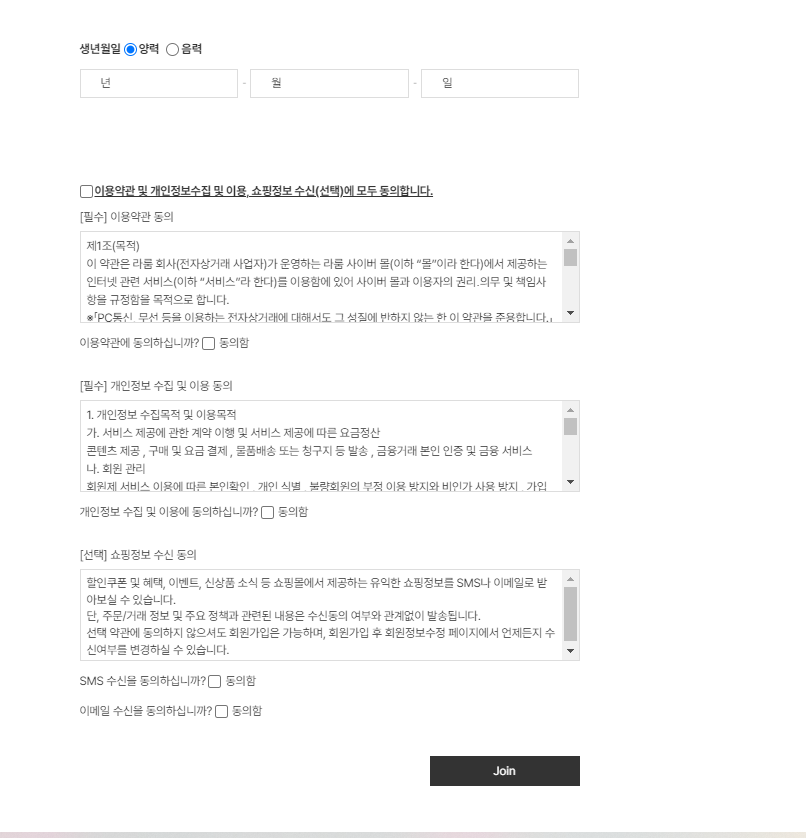 생년월일 양력 음력
년 - 월 - 일
이용약관 및 개인정보수집 및 이용, 쇼핑정보 수신(선택)에 모두 동의합니다.
[필수] 이용약관 동의
제1조(목적)
이 약관은 라룸 회사(전자상거래 사업자)가 운영하는 라룸 사이버 몰(이하 “몰”이라 한다)에서 제공하는
인터넷 관련 서비스(이하 “서비스”라 한다)를 이용함에 있어 사이버 몰과 이용자의 권리.의무 및 책임사
항을 규정함을 목적으로 합니다.
※「PC통신, 무선 등을 이용하는 전자상거래에 대해서도 그 성질에 반하지 않는 한 이 약관을 준용합니다.」
이용약관에 동의하십니까? 동의함
[필수] 개인정보 수집 및 이용 동의
1. 개인정보 수집목적 및 이용목적
가. 서비스 제공에 관한 계약 이행 및 서비스 제공에 따른 요금정산
콘텐츠 제공 , 구매 및 요금 결제 , 물품배송 또는 청구지 등 발송 , 금융거래 본인 인증 및 금융 서비스
나. 회원 관리
회원제 서비스 이용에 따른 본인확인 , 개인 식별 , 불량회원의 부정 이용 방지와 비인가 사용 방지 , 가입
개인정보 수집 및 이용에 동의하십니까? 동의함
[선택] 쇼핑정보 수신 동의
할인쿠폰 및 혜택, 이벤트, 신상품 소식 등 쇼핑몰에서 제공하는 유익한 쇼핑정보를 SMS나 이메일로 받
아보실 수 있습니다.
단, 주문/거래 정보 및 주요 정책과 관련된 내용은 수신동의 여부와 관계없이 발송됩니다.
선택 약관에 동의하지 않으셔도 회원가입은 가능하며, 회원가입 후 회원정보수정 페이지에서 언제든지 수
신여부를 변경하실 수 있습니다.
SMS 수신을 동의하십니까? 동의함
이메일 수신을 동의하십니까? 동의함
Join